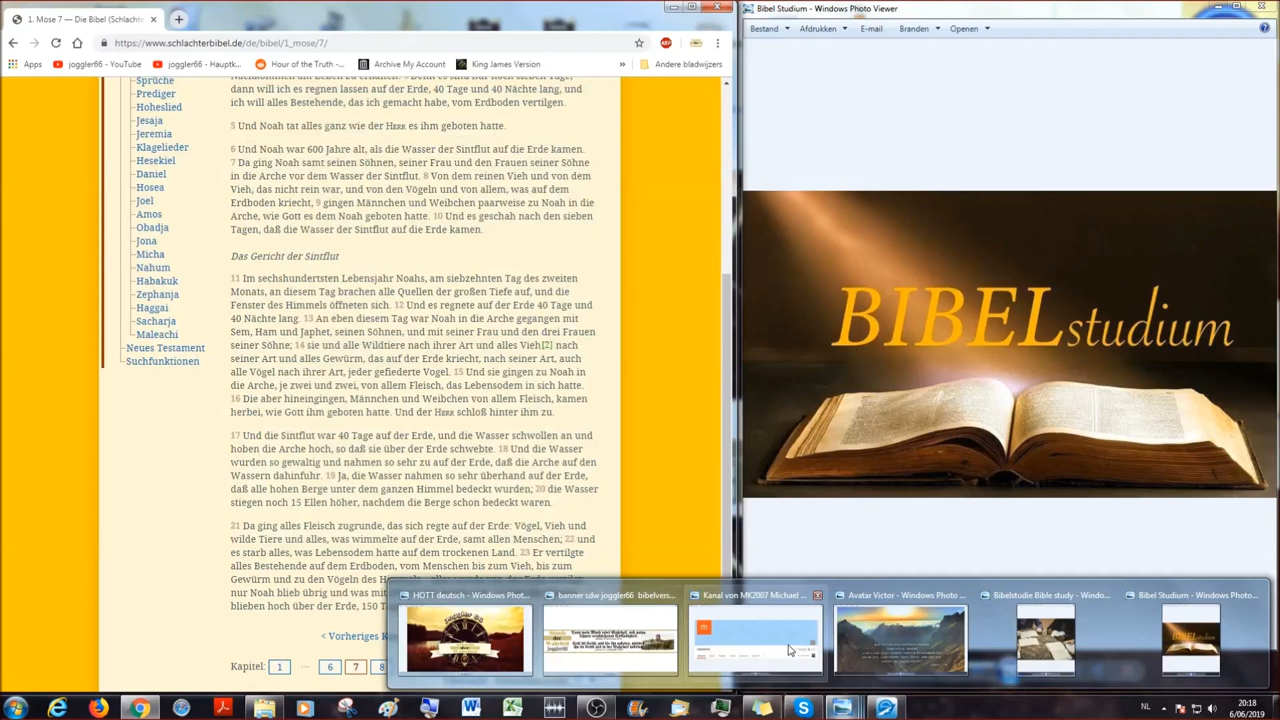 1. Mose 7 — Die Bibel (Schlachter
https://www.schlachterbibel.de/de/bibel/1_mose/7/
Apps
joggler66 - YouTube
joggler66 - Hauptk...
Hour of the Truth -...
Archive My Account
King James Version
»
Andere bladwijzers
Sprüche
Prediger
Hoheslied
Jesaja
Jeremia
Klagelieder
Hesekiel
Daniel
Hosea
Joel
Amos
Obadja
Jona
Micha
Nahum
Habakuk
Zephanja
Haggai
Sacharja
Maleachi
Neues Testament
Suchfunktionen
dann will ich es regnen lassen auf der Erde, 40 Tage und 40 Nächte lang, und
ich will alles Bestehende, das ich gemacht habe, vom Erdboden vertilgen.
5 Und Noah tat alles ganz wie der HERR es ihm geboten hatte.
6 Und Noah war 600 Jahre alt, als die Wasser der Sintflut auf die Erde kamen.
7 Da ging Noah samt seinen Söhnen, seiner Frau und den Frauen seiner Söhne
in die Arche vor dem Wasser der Sintflut. 8 Von dem reinen Vieh und von dem
Vieh, das nicht rein war, und von den Vögeln und von allem, was auf dem
Erdboden kriecht, 9 gingen Männchen und Weibchen paarweise zu Noah in die
Arche, wie Gott es dem Noah geboten hatte. 10 Und es geschah nach den sieben
Tagen, daß die Wasser der Sintflut auf die Erde kamen.
Das Gericht der Sintflut
11 Im sechshundertsten Lebensjahr Noahs, am siebzehnten Tag des zweiten
Monats, an diesem Tag brachen alle Quellen der großen Tiefe auf, und die
Fenster des Himmels öffneten sich. 12 Und es regnete auf der Erde 40 Tage und
40 Nächte lang. 13 An eben diesem Tag war Noah in die Arche gegangen mit
Sem, Ham und Japhet, seinen Söhnen, und mit seiner Frau und den drei Frauen
seiner Söhne; 14 sie und alle Wildtiere nach ihrer Art und alles Vieh[2] nach
seiner Art und alles Gewürm, das auf der Erde kriecht, nach seiner Art, auch
alle Vögel nach ihrer Art, jeder gefiederte Vogel. 15 Und sie gingen zu Noah in
die Arche, je zwei und zwei, von allem Fleisch, das Lebensodem in sich hatte.
16 Die aber hineingingen, Männchen und Weibchen von allem Fleisch, kamen
herbei, wie Gott ihm geboten hatte. Und der HERR schloß hinter ihm zu.
17 Und die Sintflut war 40 Tage auf der Erde, und die Wasser schwollen an und
hoben die Arche hoch, so daß sie über der Erde schwebte. 18 Und die Wasser
wurden so gewaltig und nahmen so sehr zu auf der Erde, daß die Arche auf den
Wassern dahinfuhr. 19 Ja, die Wasser nahmen so sehr überhand auf der Erde,
daß alle hohen Berge unter dem ganzen Himmel bedeckt wurden; 20 die Wasser
stiegen noch 15 Ellen höher, nachdem die Berge schon bedeckt waren.
21 Da ging alles Fleisch zugrunde, das sich regte auf der Erde: Vögel, Vieh und
wilde Tiere und alles, was wimmelte auf der Erde, samt allen Menschen; 22 und
es starb alles, was Lebensodem hatte auf dem trockenen Land. 23 Er vertilgte
alles Bestehende auf dem Erdboden, vom Menschen bis zum Vieh, bis zum
Gewürm und zu den Vögeln des
nur Noah blieb übrig und was
blieben hoch über der Erde, 150
< Vorheriges K
Kapitel: 1 ... 6 7 8
Bibel Studium - Windows Photo Viewer
Bestand Afdrukken E-mail Branden Openen
BIBELstudium
HOTT deutsch - Windows Phot...
banner sdw joggler66 bibelvers...
Kanal von MK2007 Michael ...
Avatar Victor - Windows Photo ...
Bibelstudie Bible study - Windo...
Bibel Studium - Windows Phot...
NL
20:18
6/06/2019